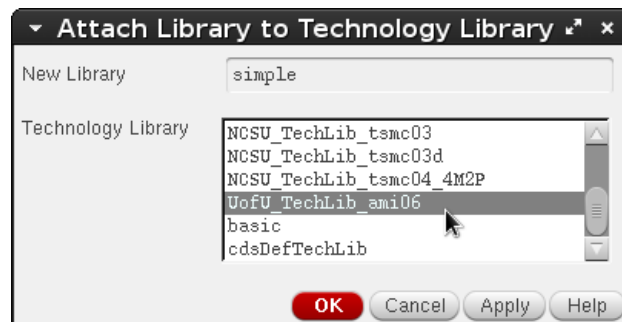 Attach Library to Technology Library
New Library simple
Technology Library
NCSU_TechLib_tsmc03
NCSU_TechLib_tsmc03d
NCSU_TechLib_tsmc04_4M2P
UofU_TechLib_ami06
basic
cdsDefTechLib
OK Cancel Apply Help